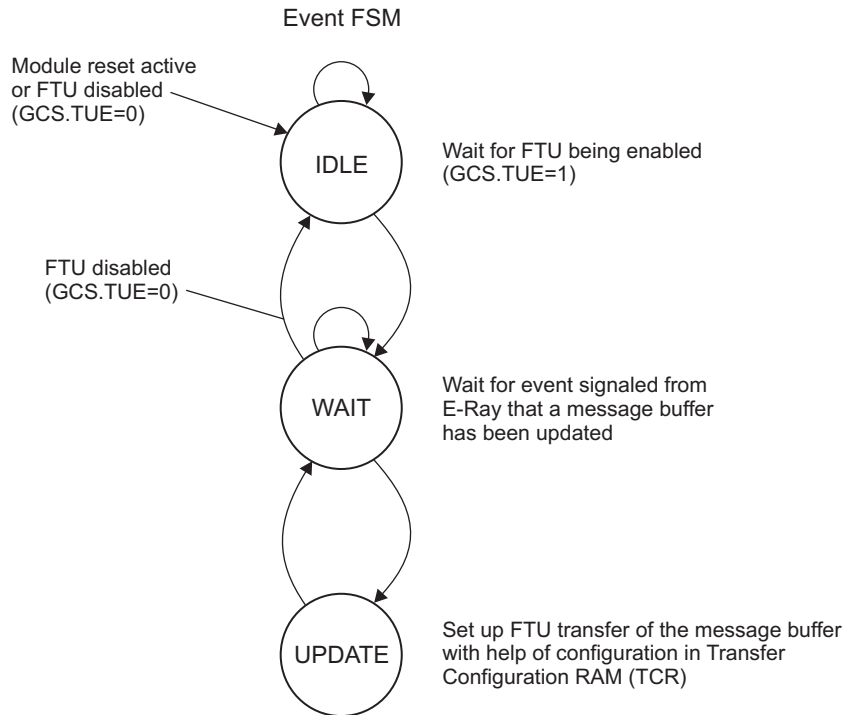 Event FSM
Module reset active
or FTU disabled
(GCS.TUE=0)
IDLE
Wait for FTU being enabled
(GCS.TUE=1)
FTU disabled
(GCS.TUE=0)
WAIT
Wait for event signaled from
E-Ray that a message buffer
has been updated
UPDATE
Set up FTU transfer of the message buffer
with help of configuration in Transfer
Configuration RAM (TCR)